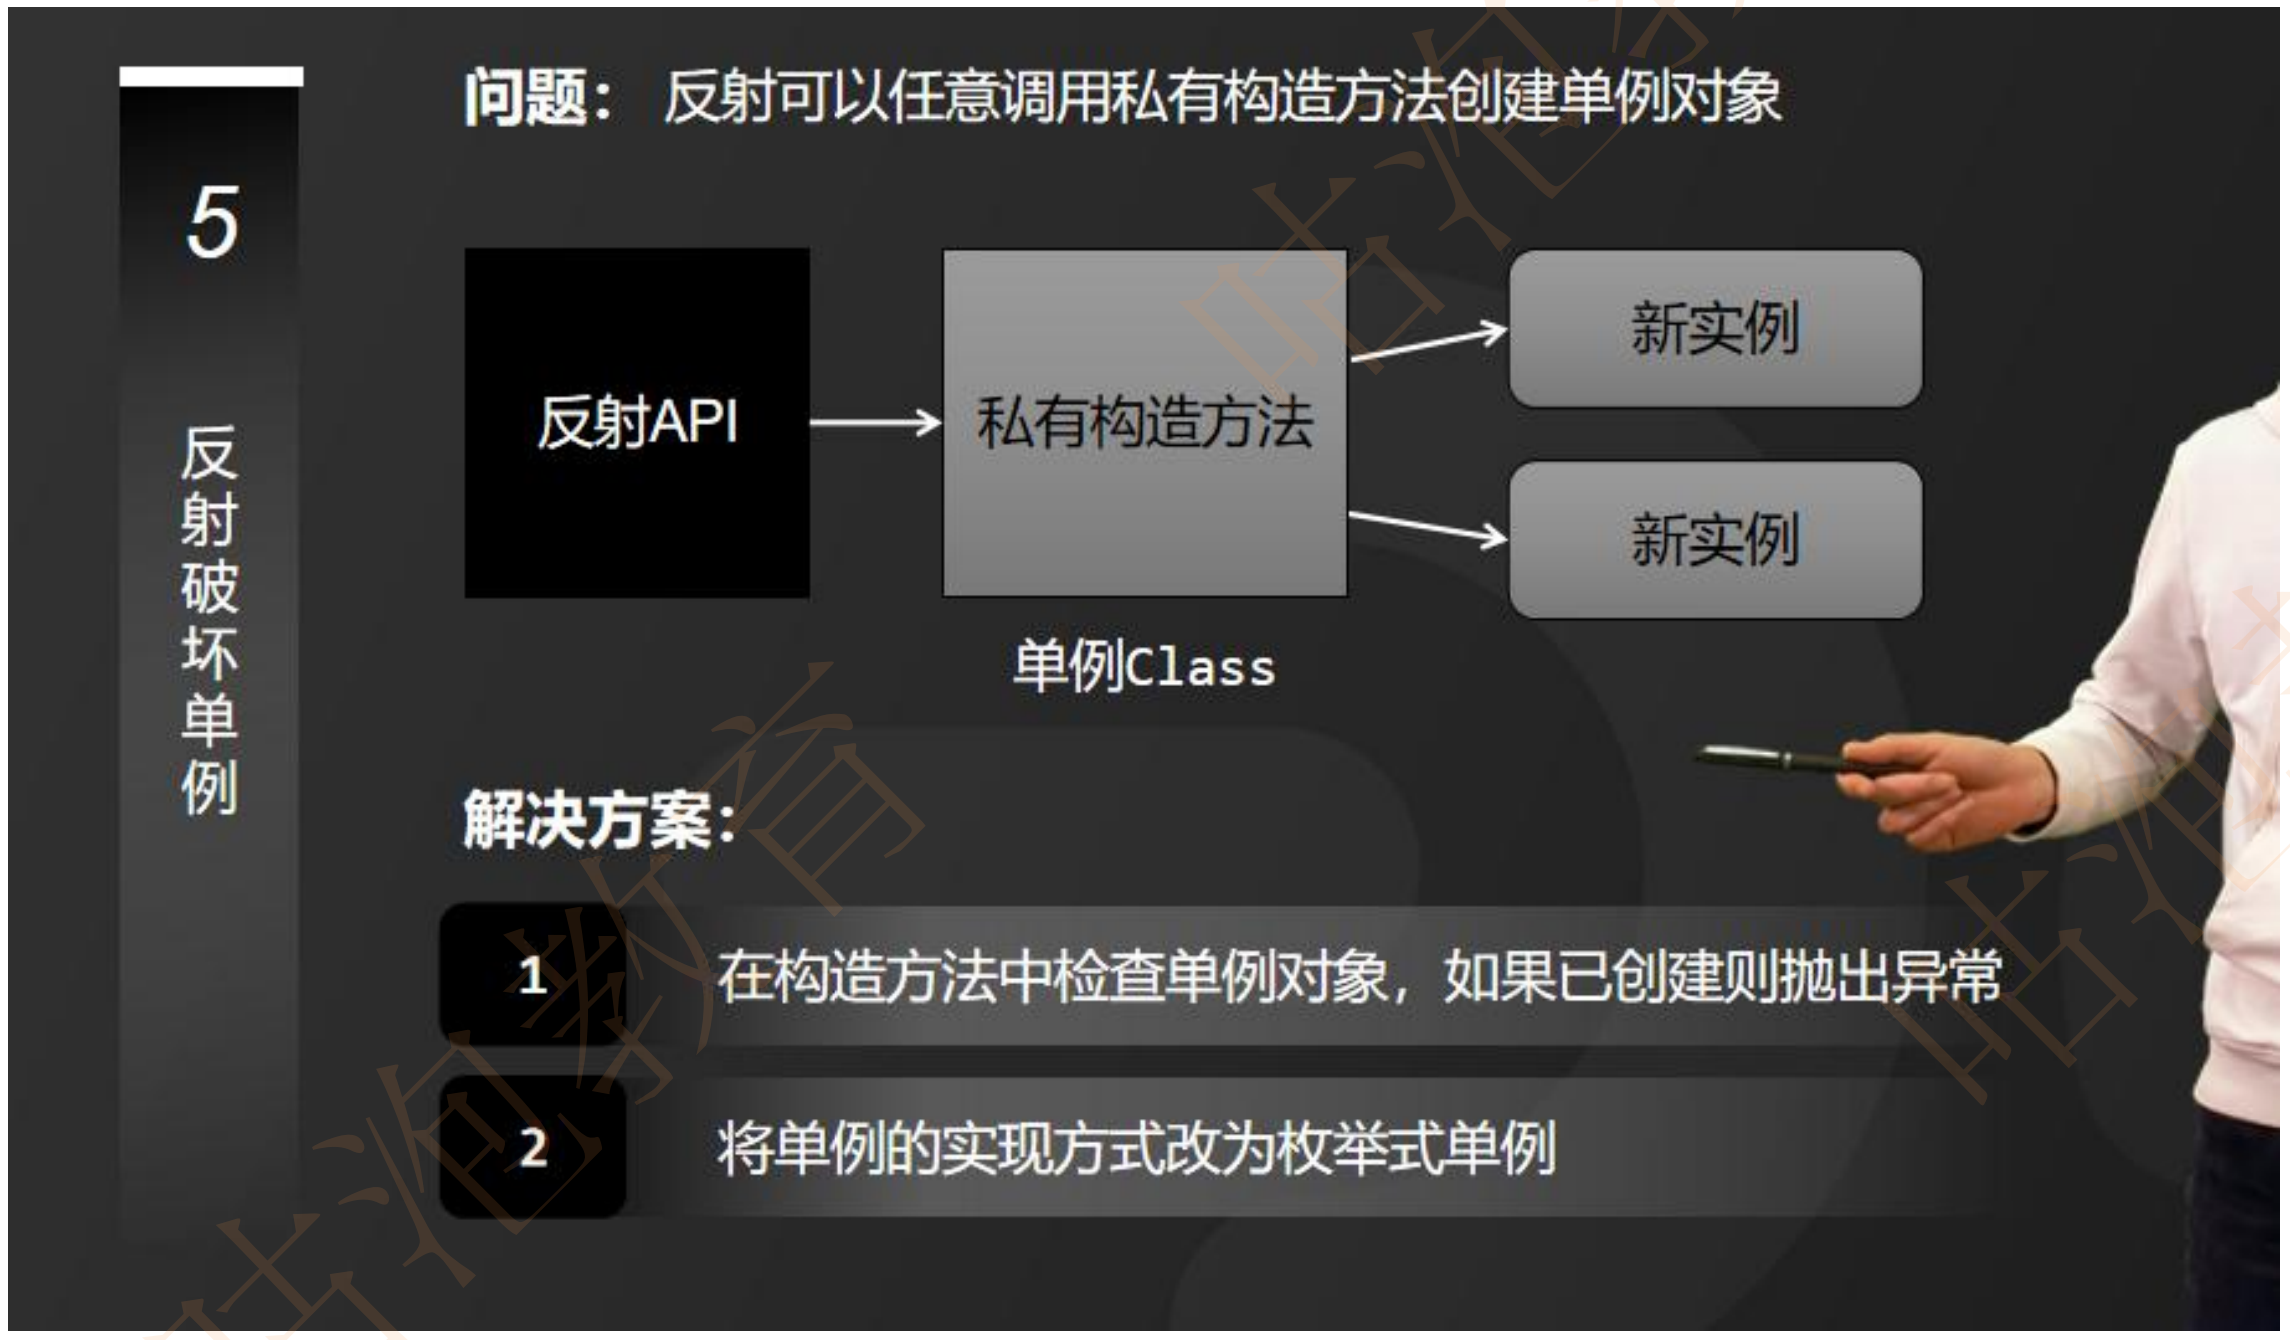 问题： 反射可以任意调用私有构造方法创建单例对象
5
反射破坏单例
反射API
私有构造方法
新实例
新实例
单例Class
解决方案：
1 在构造方法中检查单例对象，如果已创建则抛出异常
2 将单例的实现方式改为枚举式单例
咕泡教育
咕泡教
咕泡